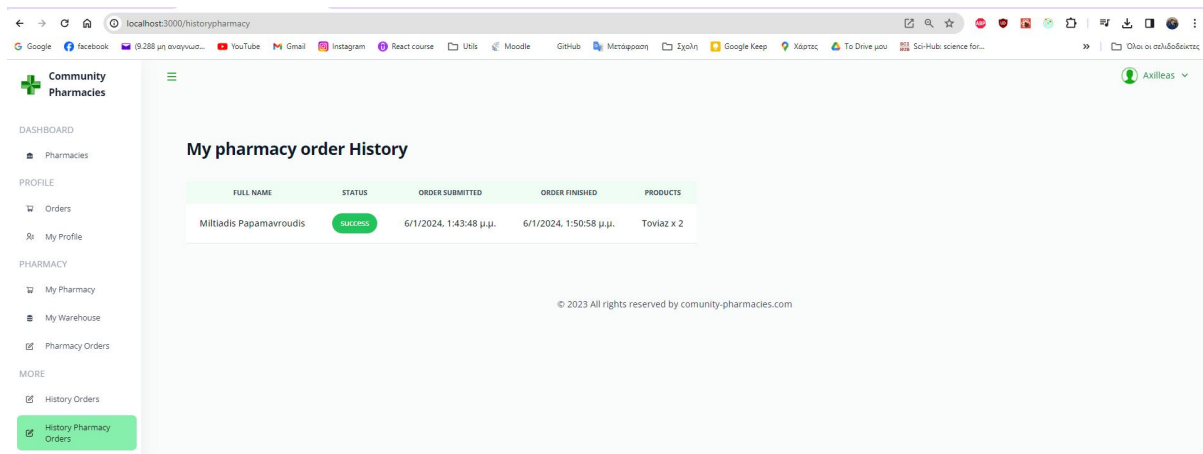 localhost:3000/historypharmacy
Google facebook (9.288 μη αναγνωσ... YouTube Gmail Instagram React course Utils Moodle GitHub Μετάφραση Σχολη Google Keep Χάρτες Το Drive μου Sci-Hub: science for... » Όλοι οι σελιδοδείκτες
Community
Pharmacies
Axilleas
DASHBOARD
Pharmacies
PROFILE
Orders
My Profile
PHARMACY
My Pharmacy
My Warehouse
Pharmacy Orders
MORE
History Orders
History Pharmacy
Orders
My pharmacy order History
FULL NAME STATUS ORDER SUBMITTED ORDER FINISHED PRODUCTS
Miltiadis Papamavroudis success 6/1/2024, 1:43:48 μ.μ. 6/1/2024, 1:50:58 μ.μ. Toviaz x 2
© 2023 All rights reserved by comunity-pharmacies.com